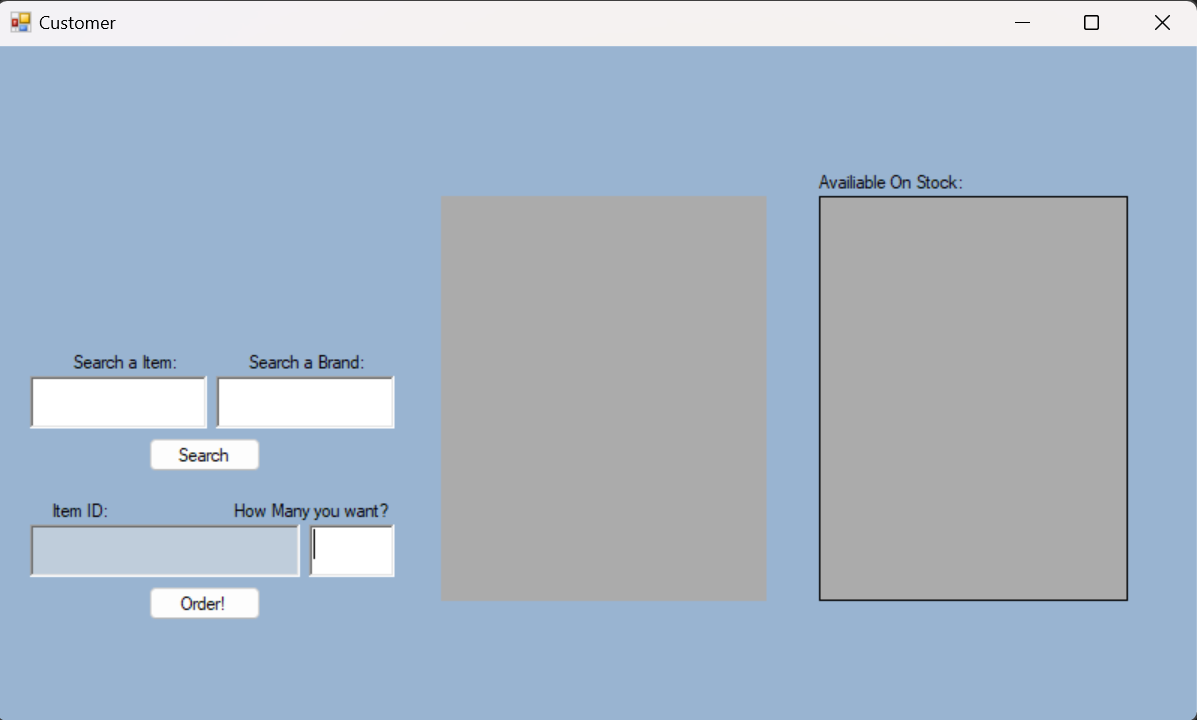 Customer
Availiable On Stock:
Search a Item:
Search a Brand:
Search
Item ID:
How Many you want?
Order!